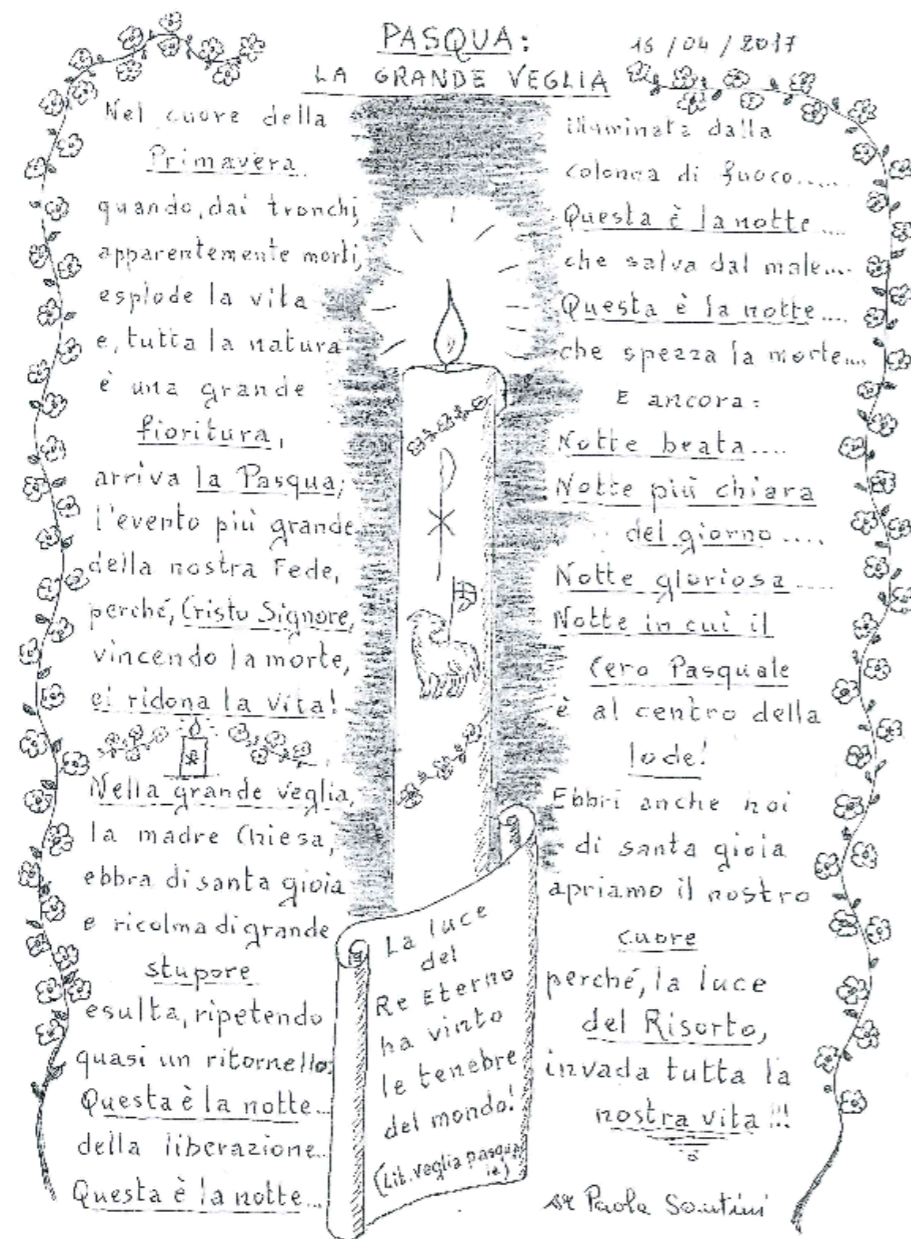 PASQUA:
16/04/2017
LA GRANDE VEGLIA
Nel cuore della
Primavera
quando, dai tronchi,
apparentemente morti,
esplode la vita
e, tutta la natura
è una grande
fioritura,
arriva la Pasqua;
l'evento più grande
della nostra Fede,
perché, Cristo Signore,
vincendo la morte,
ci ridona la vita!
Nella grande veglia,
la madre Chiesa,
ebbra di santa gioia
e ricolma di grande
stupore
esulta, ripetendo
quasi un ritornello:
Questa è la notte...
della liberazione...
Questa è la notte...
illuminata dalla
colonna di fuoco.....
Questa è la notte....
che salva dal male....
Questa è la notte....
che spezza la morte....
E ancora:
Notte beata....
Notte più chiara
del giorno.....
Notte gloriosa.....
Notte in cui il
Cero Pasquale
è al centro della
lode!
Ebbri anche noi
di santa gioia
apriamo il nostro
cuore
perché, la luce
del Risorto,
invada tutta la
nostra vita!!!
La luce
del
Re Eterno
ha vinto
le tenebre
del mondo!
(Lit. Veglia pasqua
le)
sr Paola Santini